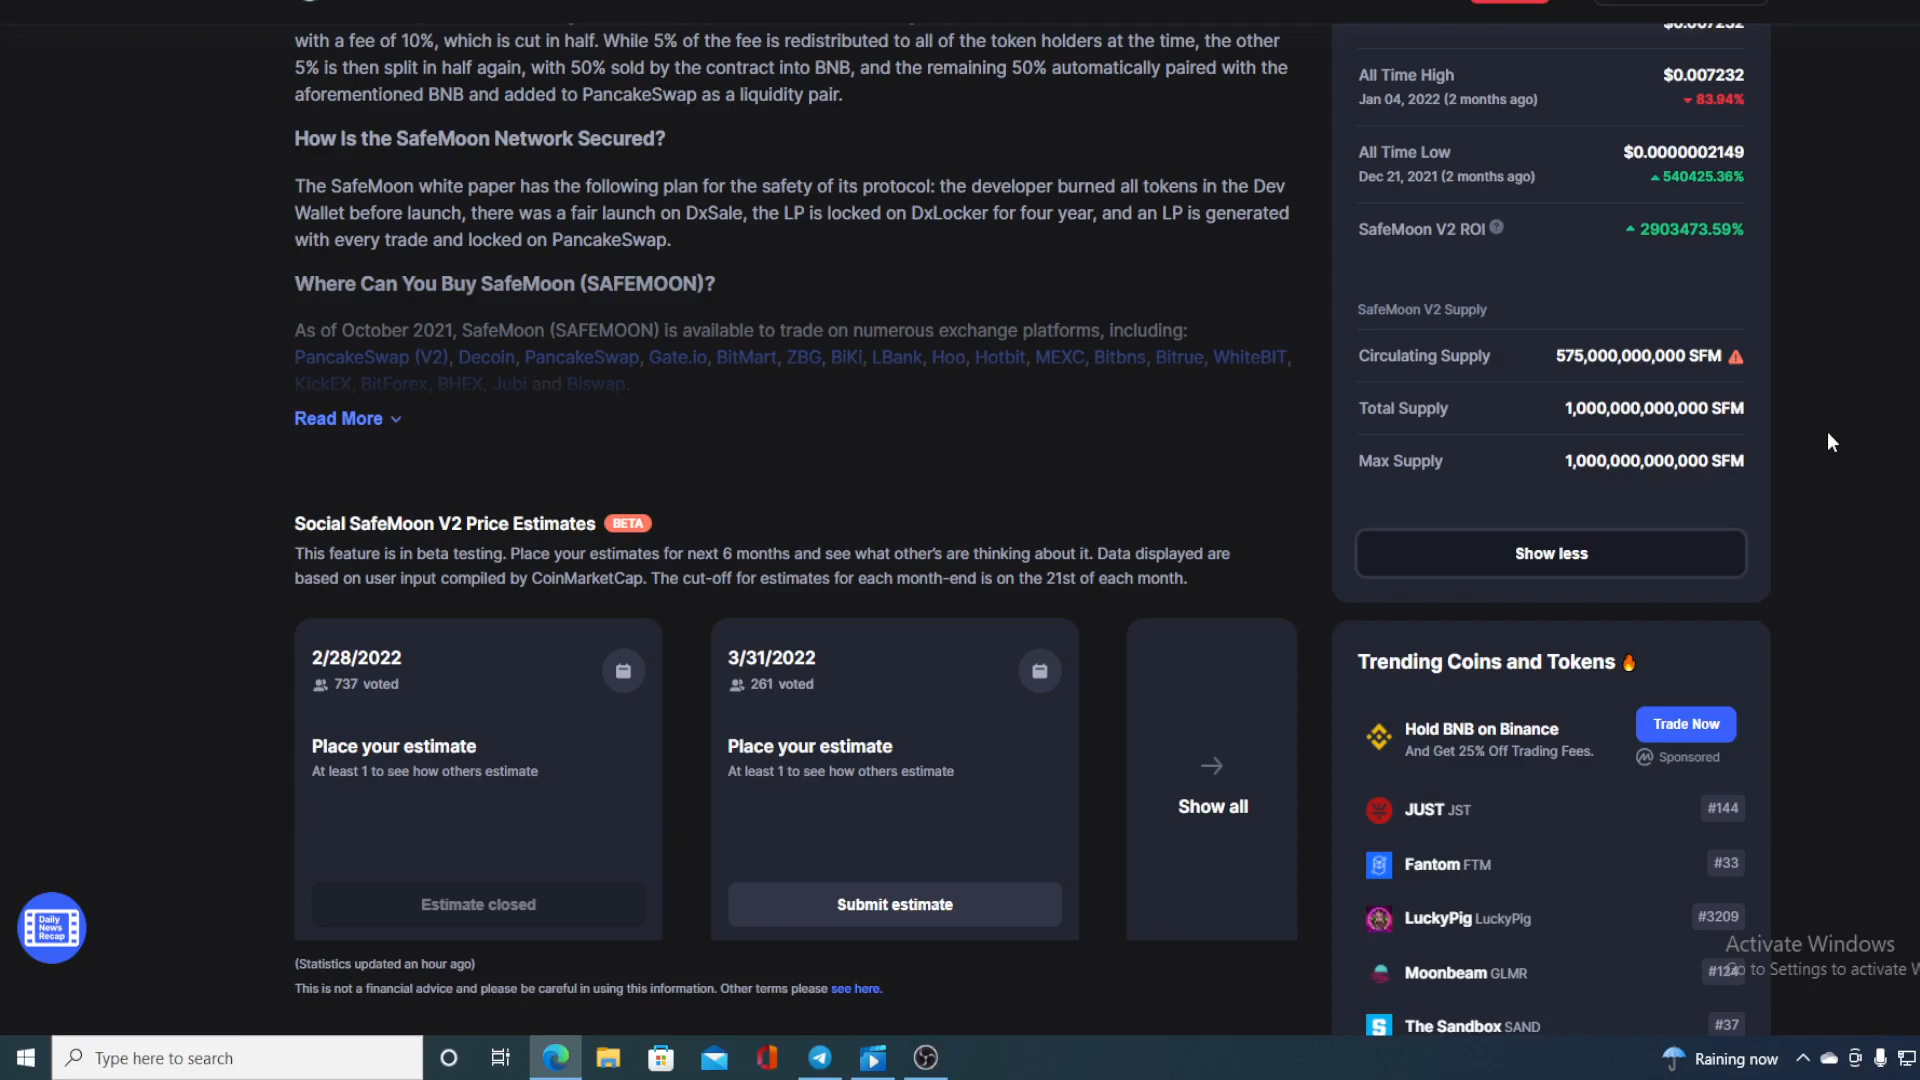 with a fee of 10%, which is cut in half. While 5% of the fee is redistributed to all of the token holders at the time, the other
5% is then split in half again, with 50% sold by the contract into BNB, and the remaining 50% automatically paired with the
aforementioned BNB and added to PancakeSwap as a liquidity pair.
How Is the SafeMoon Network Secured?
The SafeMoon white paper has the following plan for the safety of its protocol: the developer burned all tokens in the Dev
Wallet before launch, there was a fair launch on DxSale, the LP is locked on DxLocker for four year, and an LP is generated
with every trade and locked on PancakeSwap.
Where Can You Buy SafeMoon (SAFEMOON)?
As of October 2021, SafeMoon (SAFEMOON) is available to trade on numerous exchange platforms, including:
PancakeSwap (V2), Decoin, PancakeSwap, Gate.io, BitMart, ZBG, BiKi, LBank, Hoo, Hotbit, MEXC, Bitbns, Bitrue, WhiteBIT,
KickEX, BitForex, BHEX, Jubi and Biswap.
Read More
Social SafeMoon V2 Price Estimates BETA
This feature is in beta testing. Place your estimates for next 6 months and see what other's are thinking about it. Data displayed are
based on user input compiled by CoinMarketCap. The cut-off for estimates for each month-end is on the 21st of each month.
2/28/2022
737 voted
Place your estimate
At least 1 to see how others estimate
Estimate closed
3/31/2022
261 voted
Place your estimate
At least 1 to see how others estimate
Submit estimate
Show all
(Statistics updated an hour ago)
This is not a financial advice and please be careful in using this information. Other terms please see here.
Daily
News
Recap
$0.007232
All Time High $0.007232
Jan 04, 2022 (2 months ago) 83.94%
All Time Low $0.0000002149
Dec 21, 2021 (2 months ago) 540425.36%
SafeMoon V2 ROI 2903473.59%
SafeMoon V2 Supply
Circulating Supply 575,000,000,000 SFM
Total Supply 1,000,000,000,000 SFM
Max Supply 1,000,000,000,000 SFM
Show less
Trending Coins and Tokens
Hold BNB on Binance
And Get 25% Off Trading Fees.
Trade Now
Sponsored
JUST JST #144
Fantom FTM #33
LuckyPig LuckyPig #3209
Moonbeam GLMR #124
The Sandbox SAND #37
Activate Windows
Go to Settings to activate W
Type here to search
Raining now